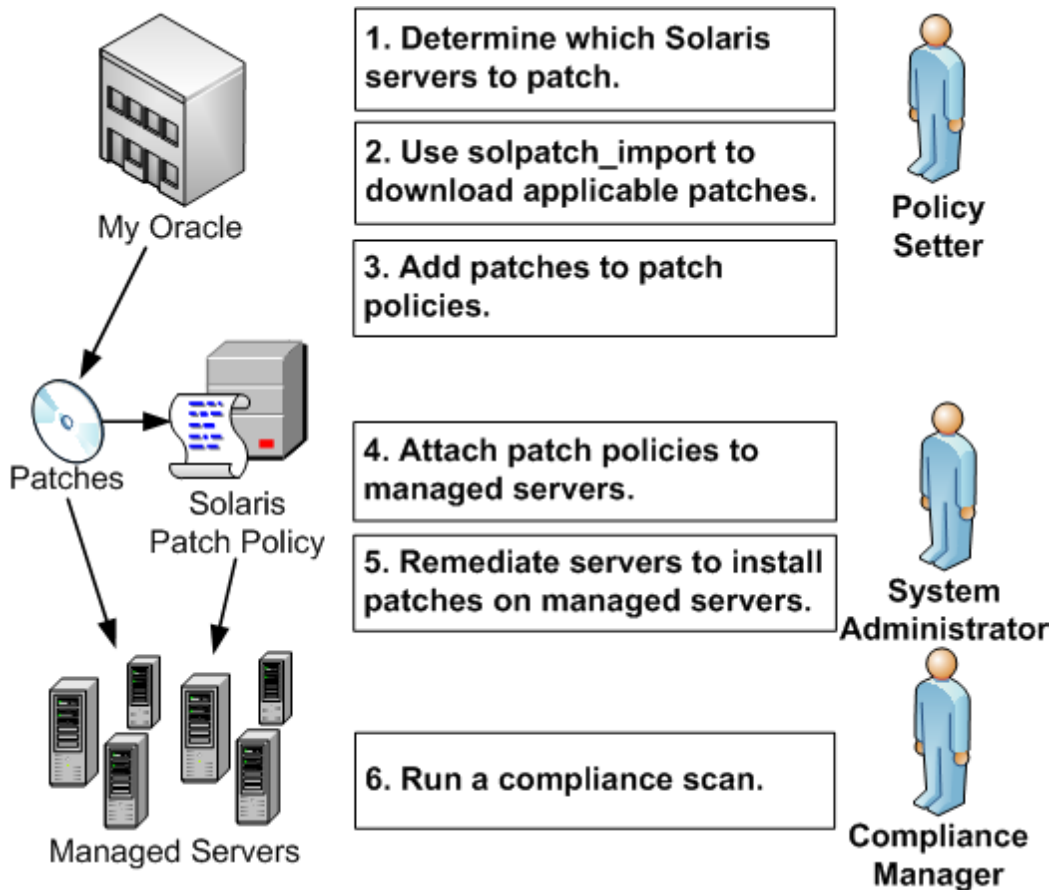 1. Determine which Solaris
servers to patch.
2. Use solpatch_import to
download applicable patches.
3. Add patches to patch
policies.
My Oracle
Policy
Setter
Patches
Solaris
Patch Policy
4. Attach patch policies to
managed servers.
5. Remediate servers to install
patches on managed servers.
System
Administrator
Managed Servers
6. Run a compliance scan.
Compliance
Manager